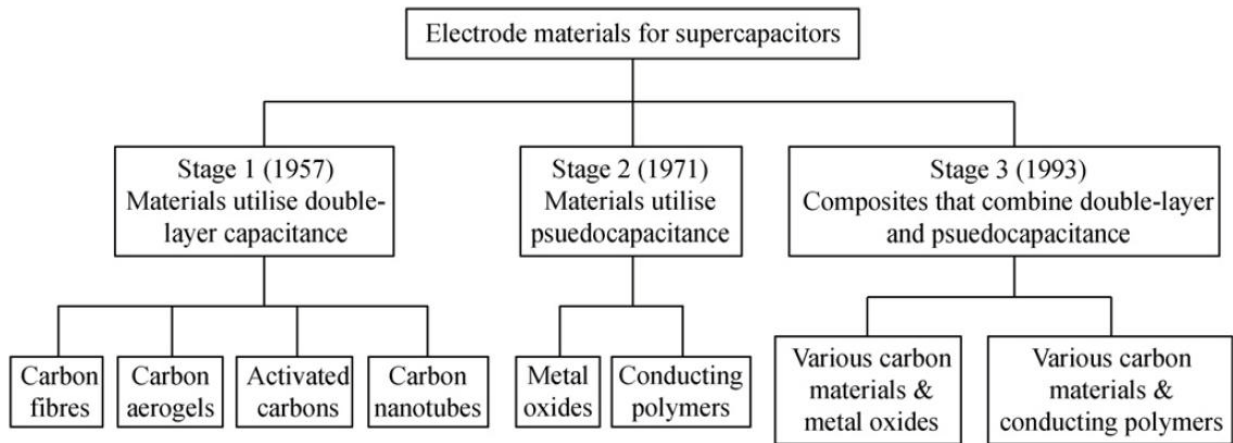 Electrode materials for supercapacitors
Stage 1 (1957)
Materials utilise double-
layer capacitance
Stage 2 (1971)
Materials utilise
psuedocapacitance
Stage 3 (1993)
Composites that combine double-layer
and psuedocapacitance
Carbon
fibres
Carbon
aerogels
Activated
carbons
Carbon
nanotubes
Metal
oxides
Conducting
polymers
Various carbon
materials &
metal oxides
Various carbon
materials &
conducting polymers